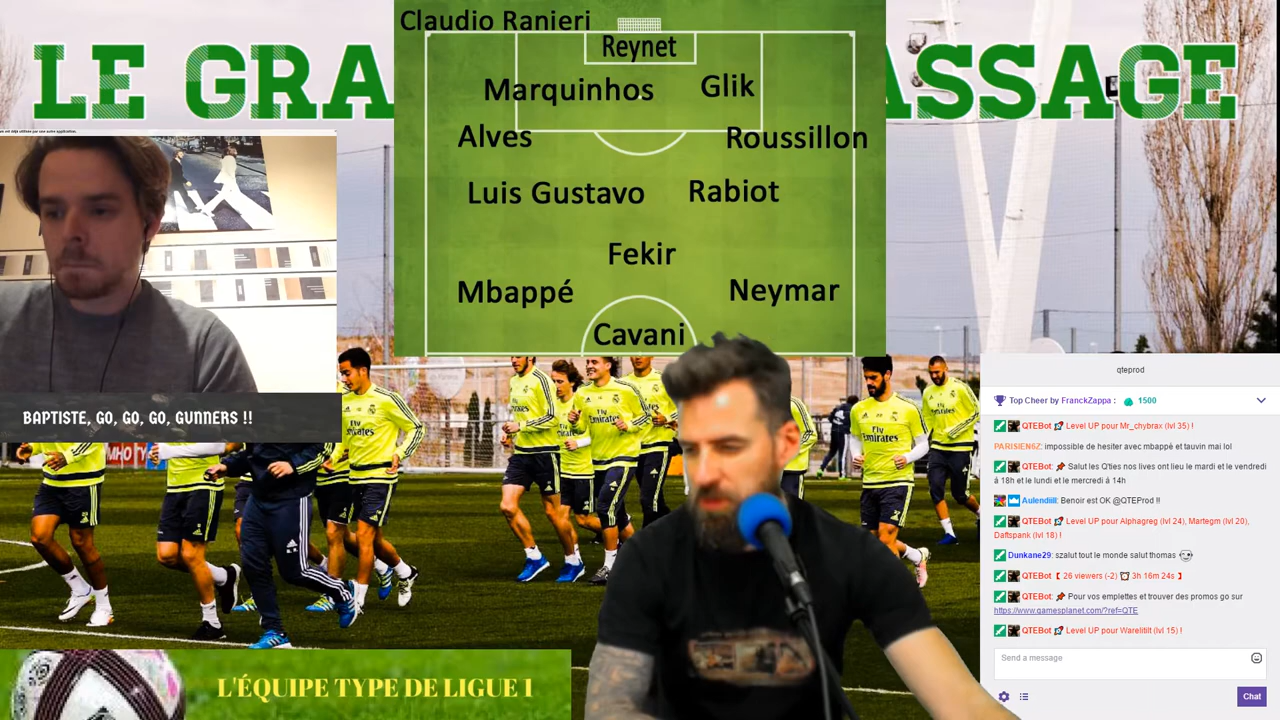 Claudio Ranieri
LE GRA ASSAGE
Reynet
Marquinhos Glik
Alves Roussillon
Luis Gustavo Rabiot
Fekir
Mbappé Neymar
Cavani
BAPTISTE, GO, GO, GO, GUNNERS !!
Fly Emirates
Fly Emirates
L'ÉQUIPE TYPE DE LIGUE 1
qteprod
Top Cheer by FranckZappa : 1500
QTEBot Level UP pour Mr_chybrax (lvl 35) !
PARISIEN62: impossible de hesiter avec mbappé et tauvin mai lol
QTEBot: Salut les Q'ties nos lives ont lieu le mardi et le vendredi
à 18h et le lundi et le mercredi à 14h
Aulendiill: Benoir est OK @QTEProd !!
QTEBot Level UP pour Alphagreg (lvl 24), Martegm (lvl 20),
Daftspank (lvl 18) !
Dunkane29: szalut tout le monde salut thomas
QTEBot 【 26 viewers (-2) 3h 16m 24s 】
QTEBot: Pour vos emplettes et trouver des promos go sur
https://www.gamesplanet.com/?ref=QTE
QTEBot Level UP pour Warelitilt (lvl 15) !
Send a message
Chat